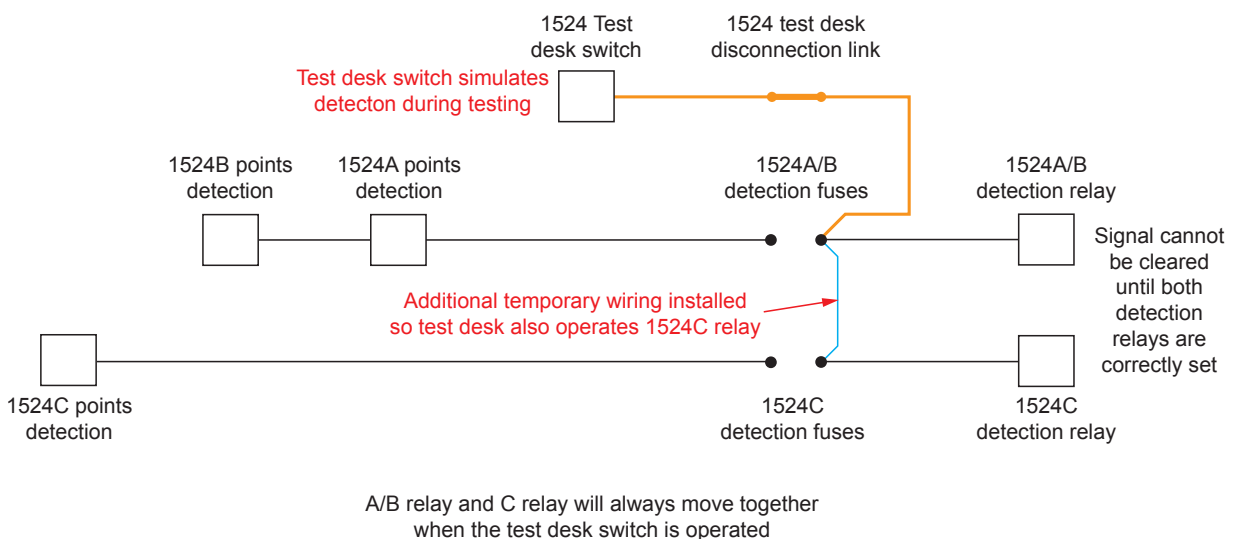 1524 Test
desk switch
1524 test desk
disconnection link
Test desk switch simulates
detecton during testing
1524B points
detection
1524A points
detection
1524A/B
detection fuses
1524A/B
detection relay
Signal cannot
be cleared
until both
detection
relays are
correctly set
Additional temporary wiring installed
so test desk also operates 1524C relay
1524C points
detection
1524C
detection fuses
1524C
detection relay
A/B relay and C relay will always move together
when the test desk switch is operated